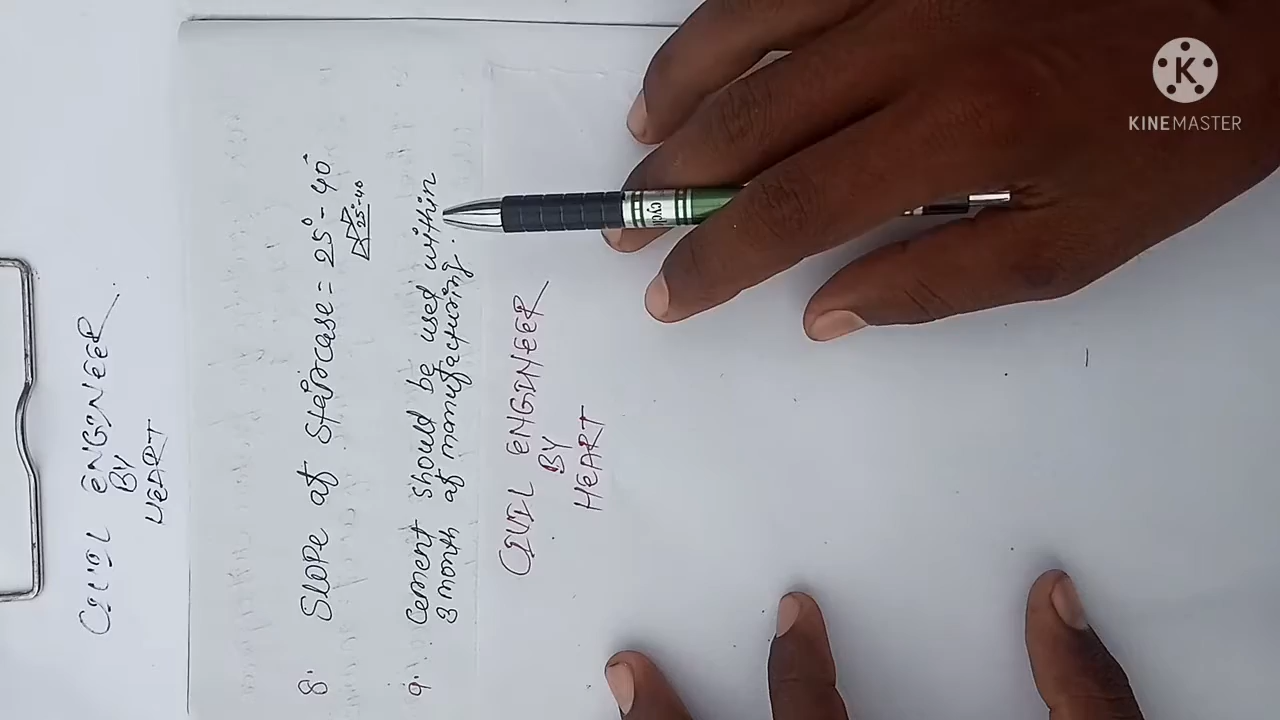 CIVIL ENGINEER
BY
HEART
8. Slope of staircase = 25° - 40°
25°-40
9. Cement should be used within
3 month of manufacturing.
CIVIL ENGINEER
BY
HEART
cyclo
KINEMASTER